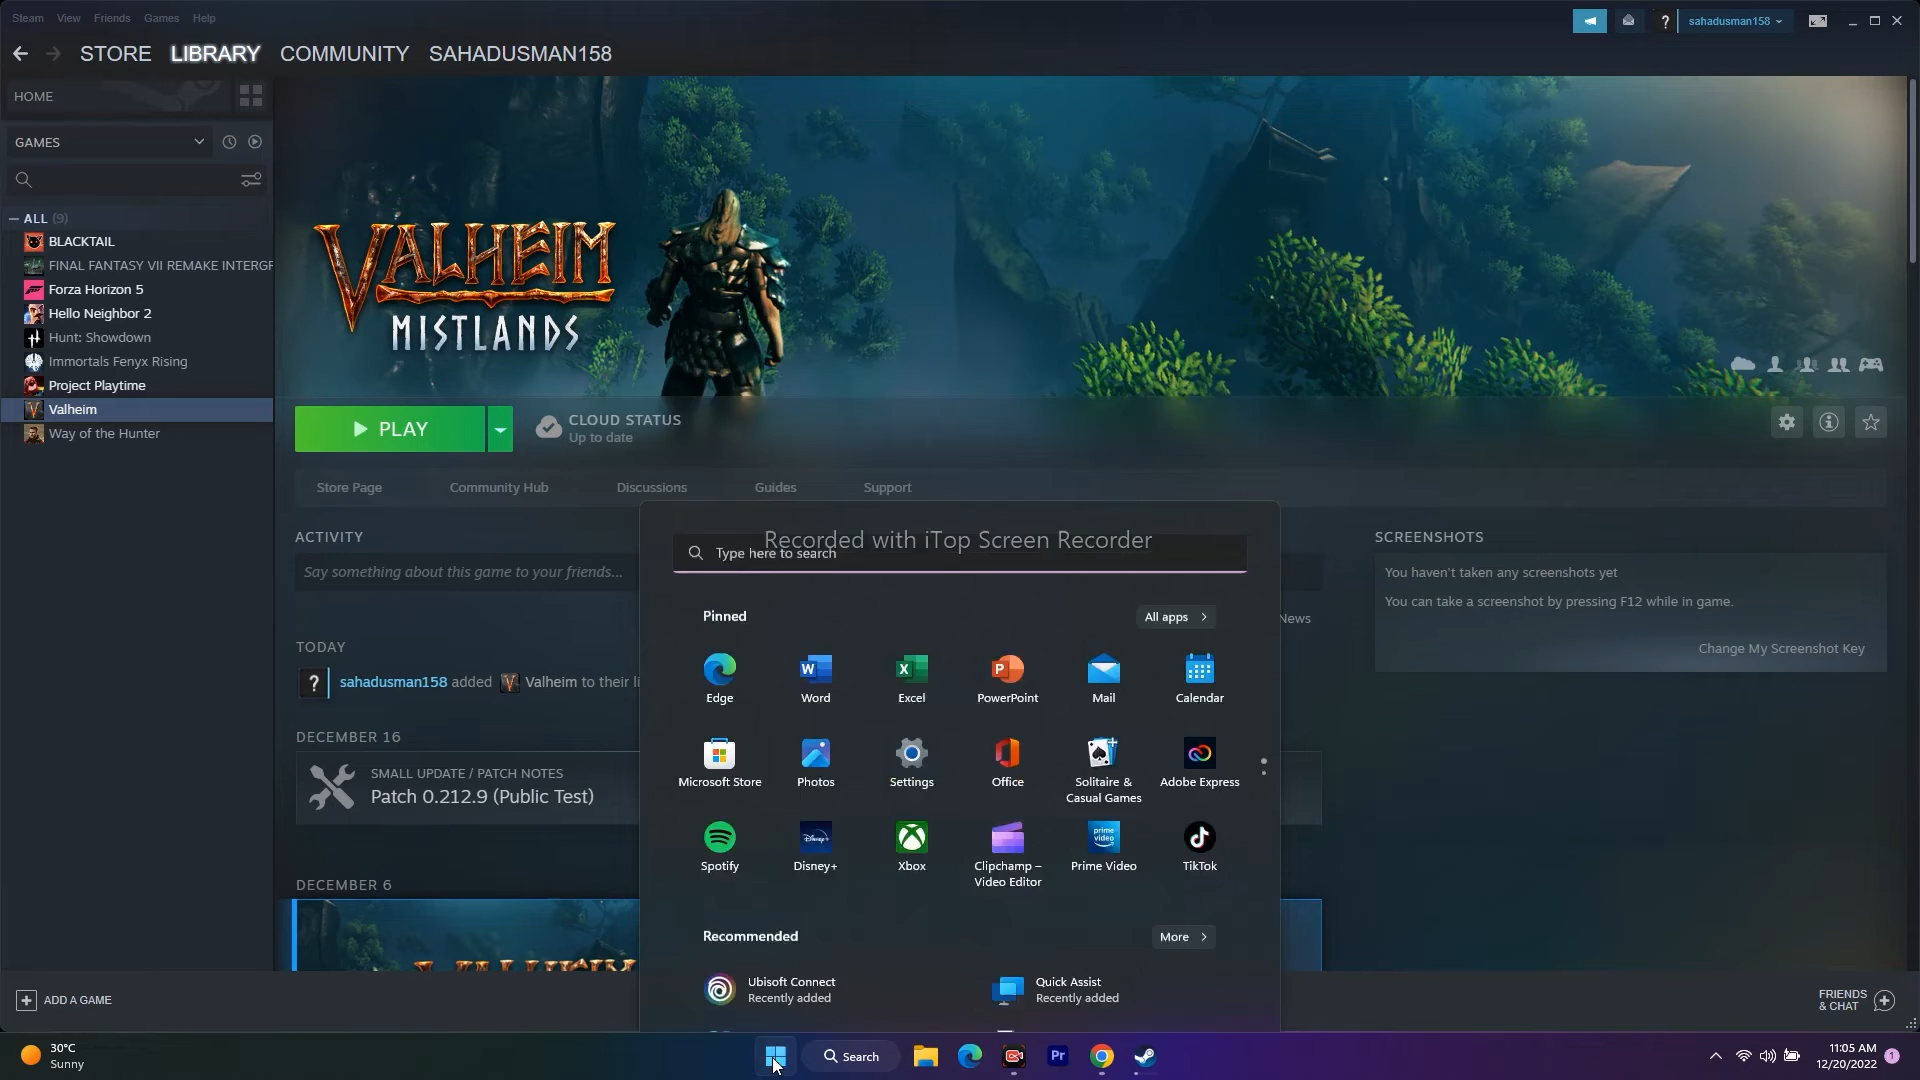 Steam View Friends Games Help
? sahadusman158
STORE LIBRARY COMMUNITY SAHADUSMAN158
HOME
GAMES
ALL (9)
BLACKTAIL
FINAL FANTASY VII REMAKE INTERGR
Forza Horizon 5
Hello Neighbor 2
Hunt: Showdown
Immortals Fenyx Rising
Project Playtime
Valheim
Way of the Hunter
VALHEIM
MISTLANDS
PLAY
CLOUD STATUS
Up to date
Store Page Community Hub Discussions Guides Support
ACTIVITY
Say something about this game to your friends...
News
TODAY
? sahadusman158 added Valheim to their li
DECEMBER 16
SMALL UPDATE / PATCH NOTES
Patch 0.212.9 (Public Test)
DECEMBER 6
SCREENSHOTS
You haven't taken any screenshots yet
You can take a screenshot by pressing F12 while in game.
Change My Screenshot Key
Recorded with iTop Screen Recorder
Type here to search
Pinned
All apps >
Edge Word Excel PowerPoint Mail Calendar
Microsoft Store Photos Settings Office Solitaire & Casual Games Adobe Express
Spotify Disney+ Xbox Clipchamp – Video Editor Prime Video TikTok
Recommended
More >
Ubisoft Connect
Recently added
Quick Assist
Recently added
ADD A GAME
FRIENDS
& CHAT
30°C
Sunny
Search
Pr
11:05 AM
12/20/2022
1